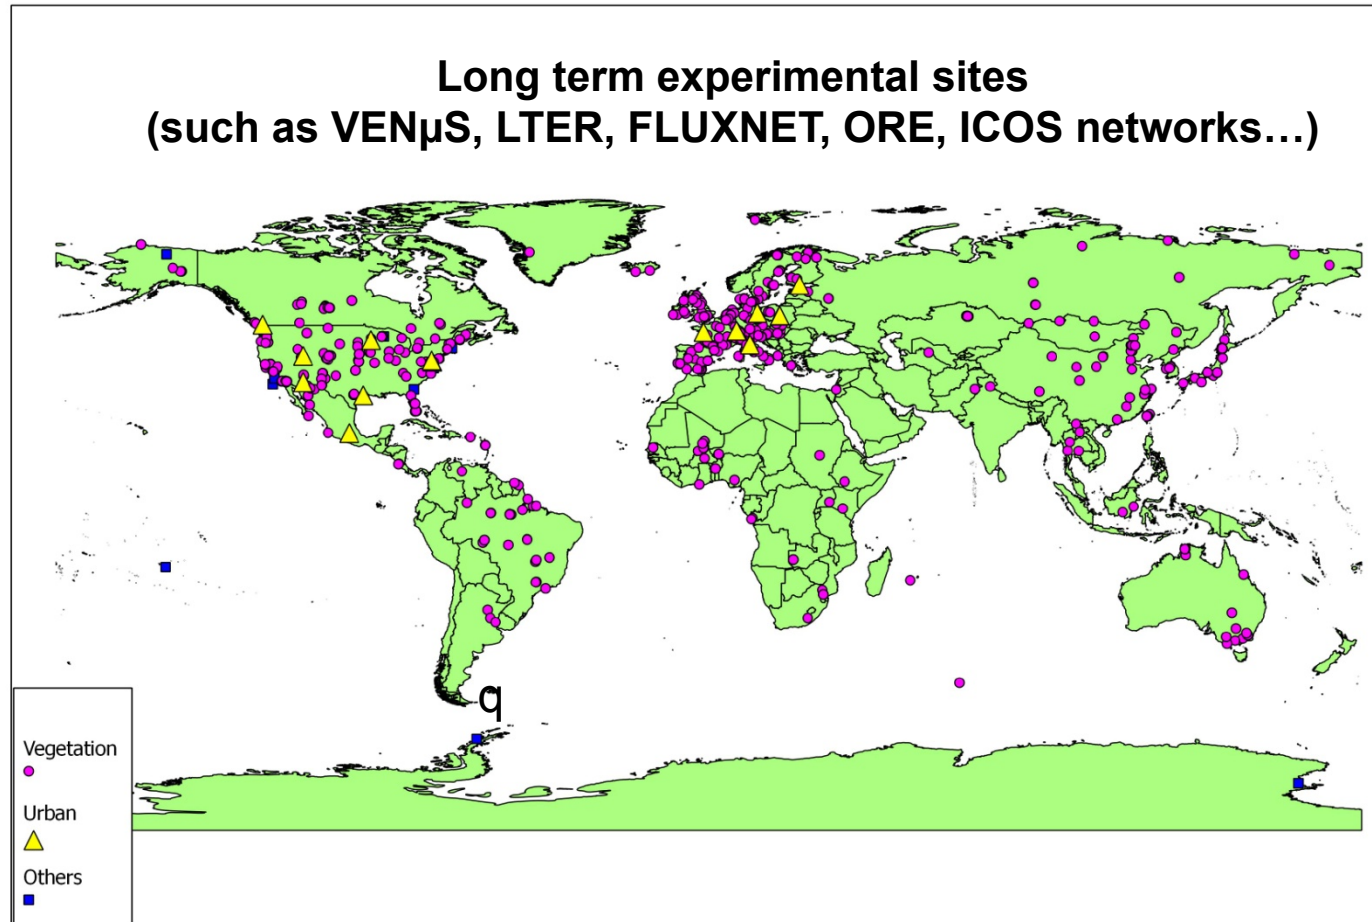 Long term experimental sites
(such as VENµS, LTER, FLUXNET, ORE, ICOS networks…)
q
Vegetation
Urban
Others